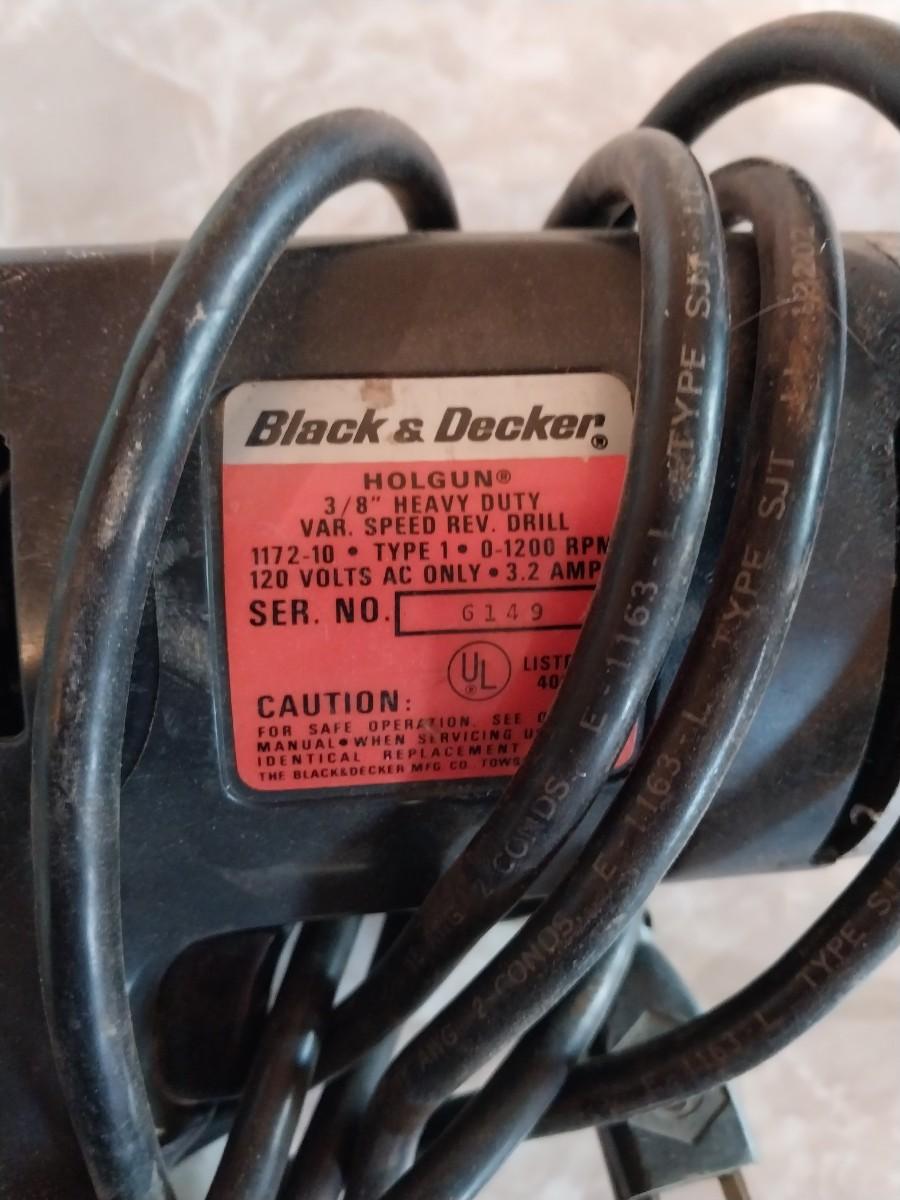 Black & Decker®
HOLGUN®
3/8" HEAVY DUTY
VAR. SPEED REV. DRILL
1172-10 • TYPE 1 • 0-1200 RPM
120 VOLTS AC ONLY • 3.2 AMP
SER. NO. 6149
UL®
CAUTION:
FOR SAFE OPERATION, SEE
MANUAL • WHEN SERVICING
IDENTICAL REPLACEMENT
THE BLACK&DECKER MFG. CO.
AWG 2-CONDS. E-1163-L TYPE SJT
AWG 2-CONDS. E-1163-L TYPE SJT
E-1163-L TYPE